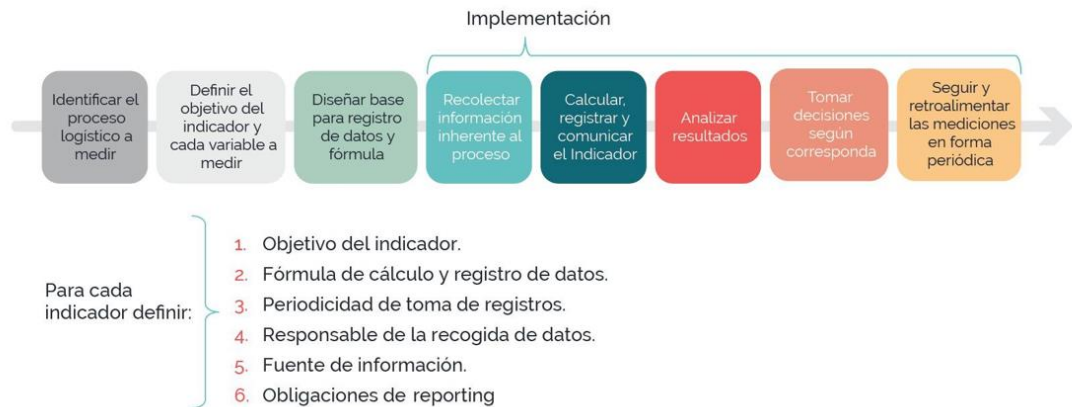 Implementación
Identificar el
proceso
logístico a
medir
Definir el
objetivo del
indicador y
cada variable a
medir
Diseñar base
para registro
de datos y
fórmula
Recolectar
información
inherente al
proceso
Calcular,
registrar y
comunicar
el Indicador
Analizar
resultados
Tomar
decisiones
según
corresponda
Seguir y
retroalimentar
las mediciones
en forma
periódica
Para cada
indicador definir:
1. Objetivo del indicador.
2. Fórmula de cálculo y registro de datos.
3. Periodicidad de toma de registros.
4. Responsable de la recogida de datos.
5. Fuente de información.
6. Obligaciones de reporting